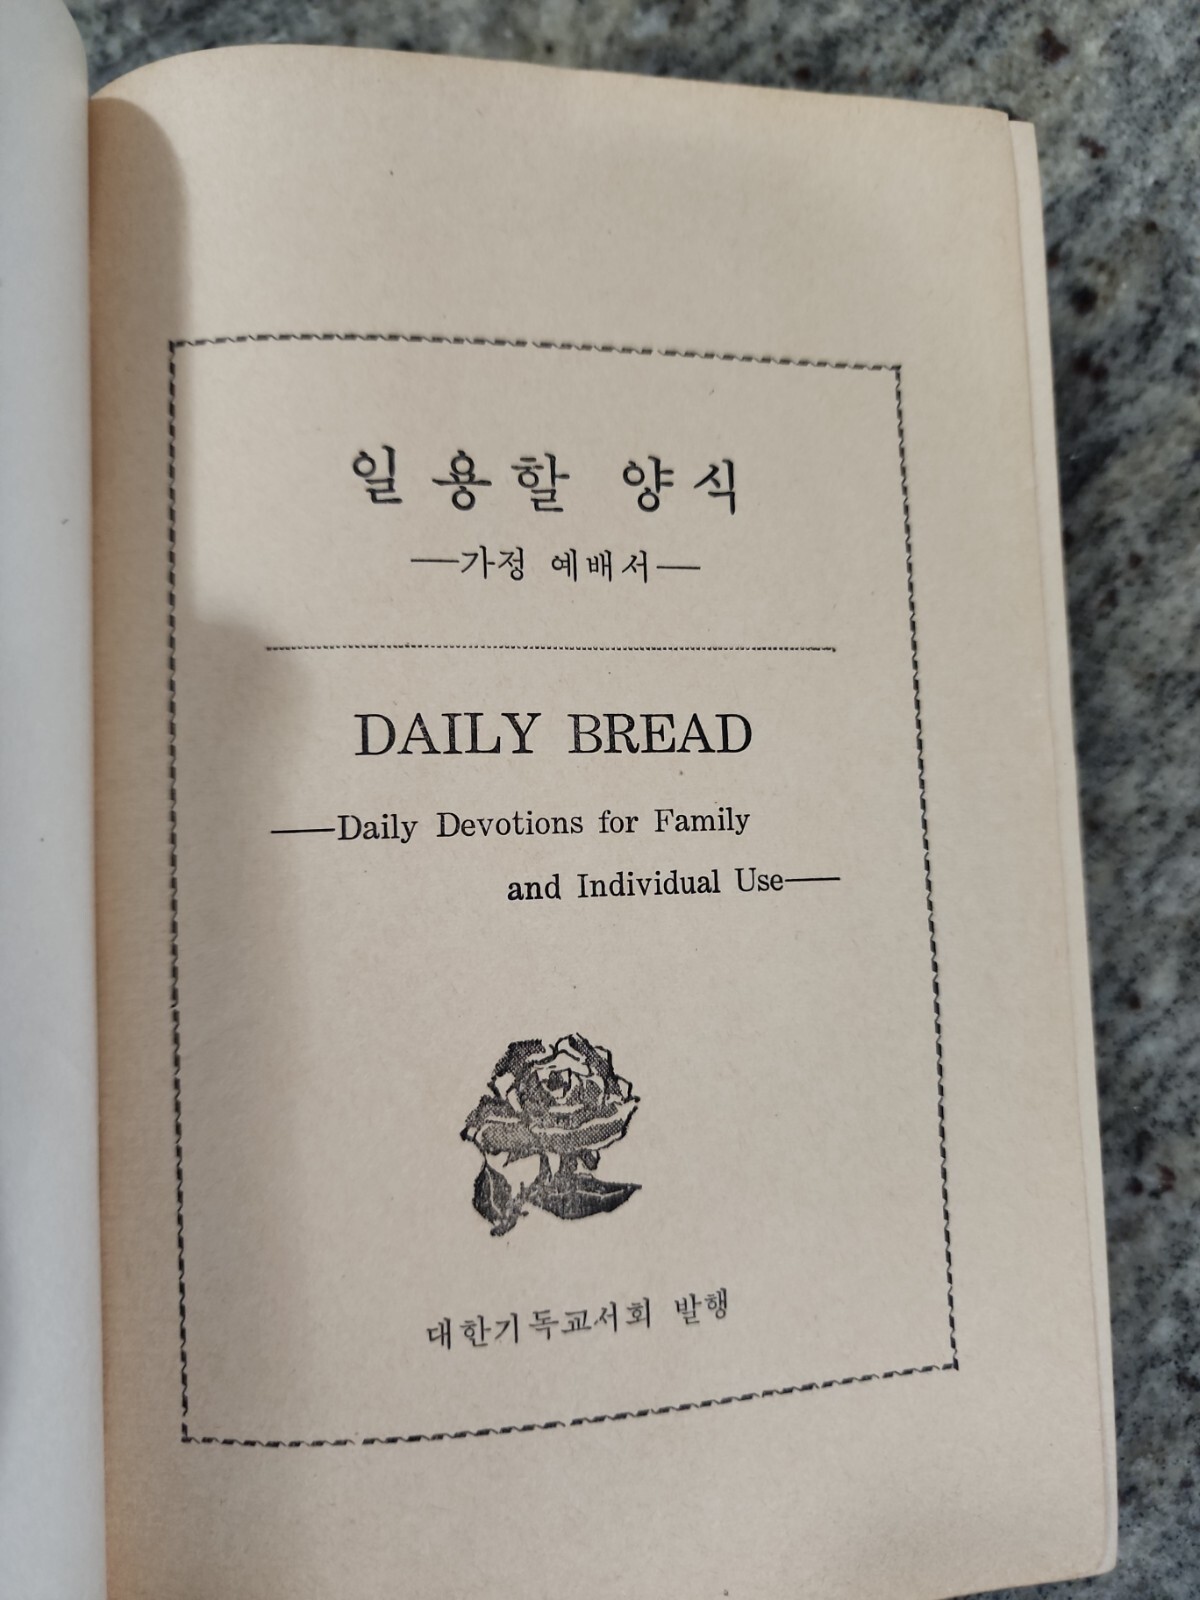 일용할 양식
—가정 예배서—
DAILY BREAD
—Daily Devotions for Family
and Individual Use—
대한기독교서회 발행